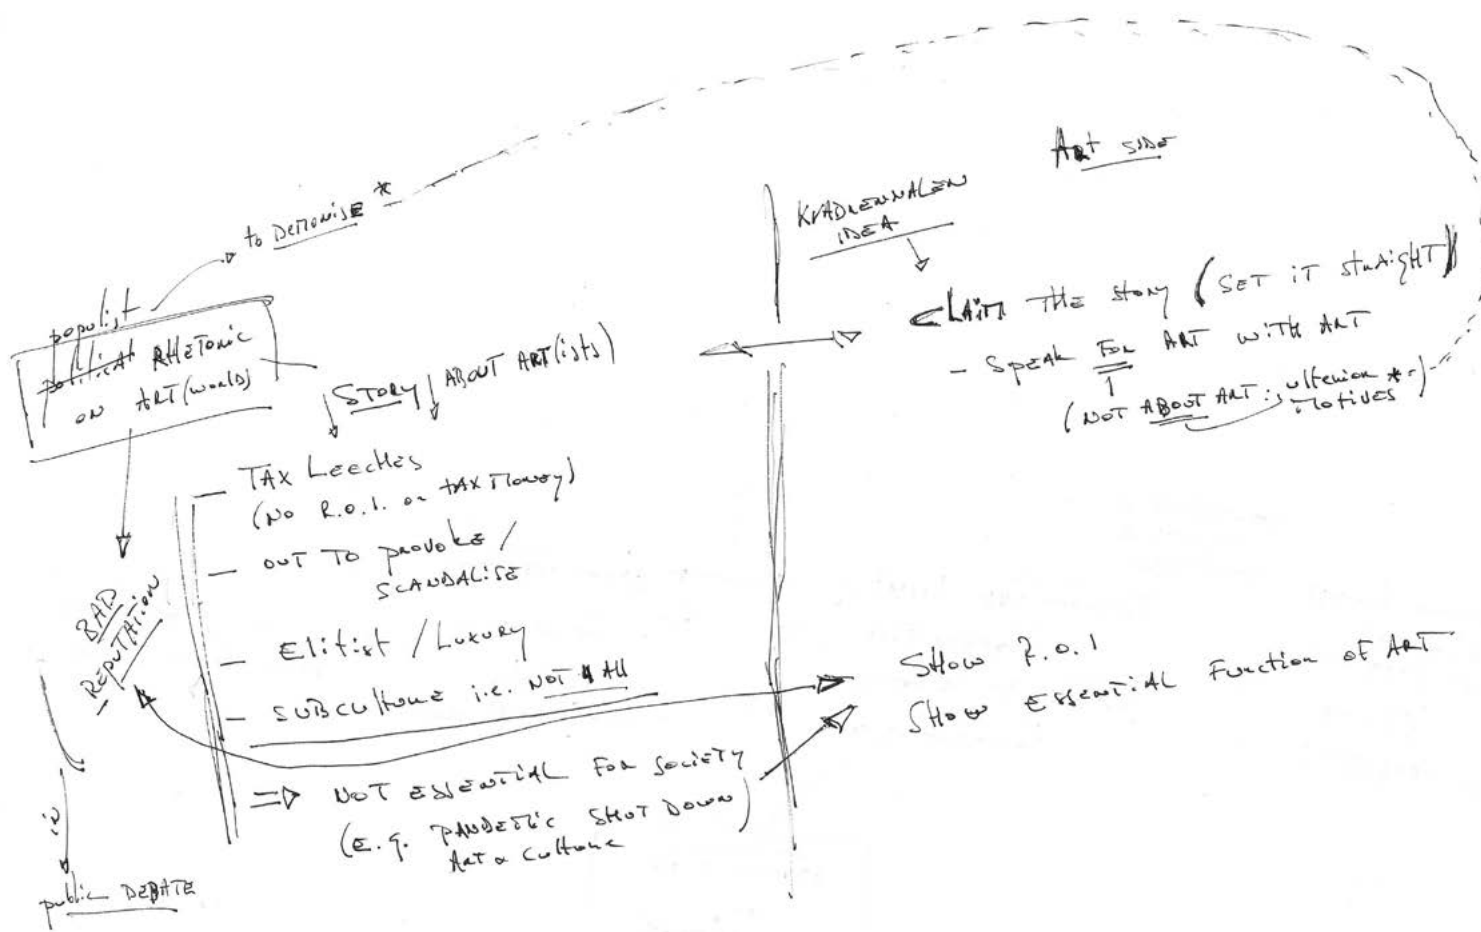 to DEMONISE *
populist
political RHETORIC
ON ART (WORLD)
STORY ABOUT ART(ists)
- TAX LEECHES
(NO R.O.I. on TAX MONEY)
- OUT TO PROVOKE /
SCANDALISE
- Elitist / LUXURY
- SUBCULTURE i.e. NOT 4 All
=> NOT ESSENTIAL FOR SOCIETY
(E.g. PANDEMIC SHUT DOWN)
ART & CULTURE
BAD
REPUTATION
in
public DEBATE
Art SIDE
KVADRENNALEN
IDEA
CLAIM THE STORY (SET IT STRAIGHT)
- SPEAK FOR ART WITH ART
(NOT ABOUT ART: ulterior *
MOTIVES)
SHOW R.O.I
SHOW ESSENTIAL FUNCTION OF ART